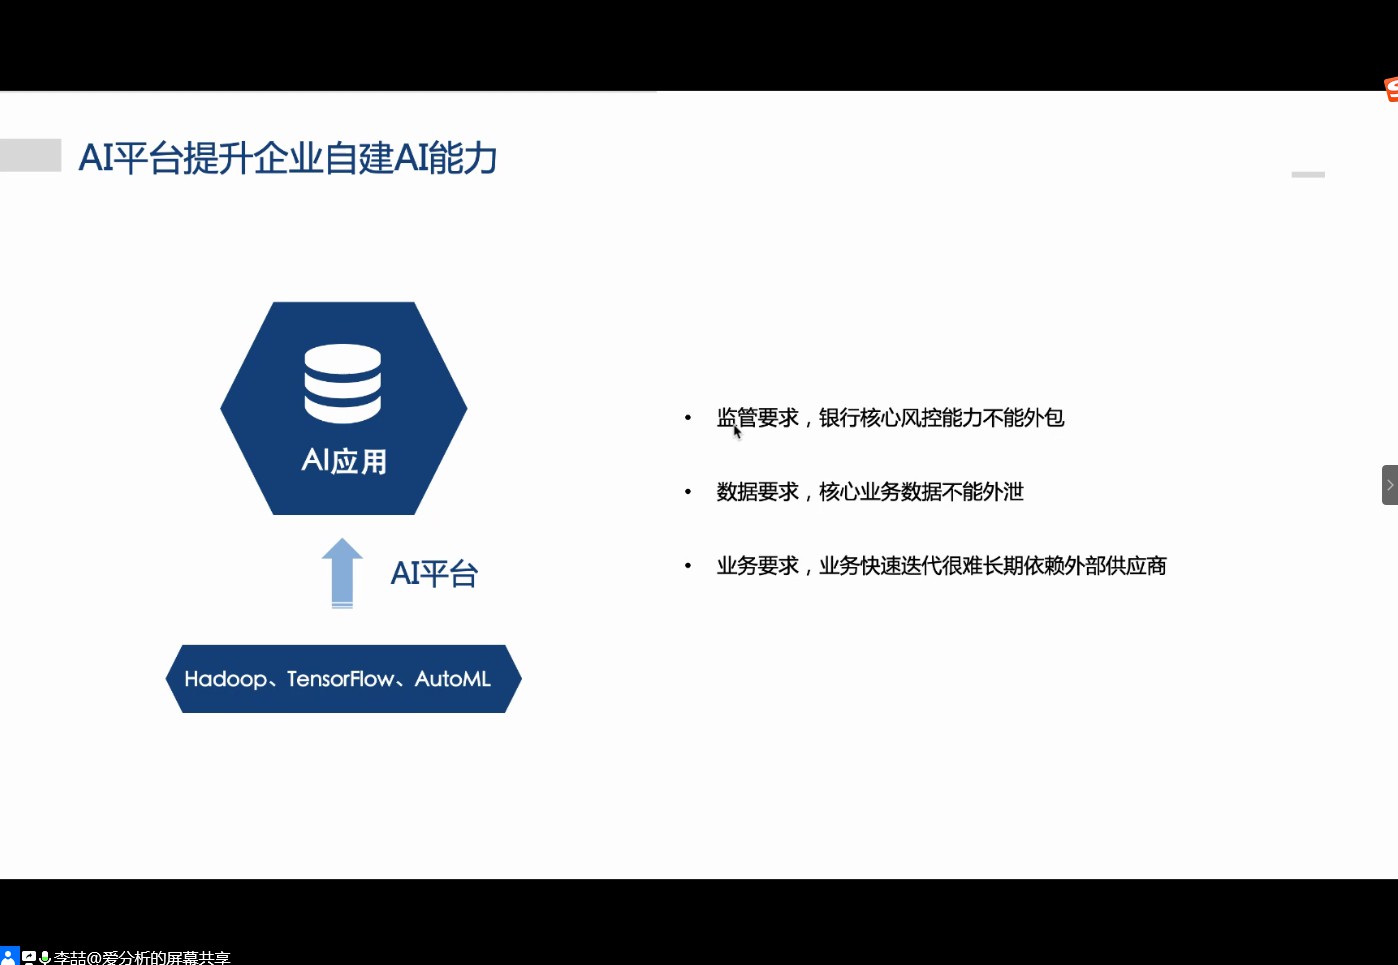 AI平台提升企业自建AI能力
AI应用
AI平台
Hadoop、TensorFlow、AutoML
• 监管要求，银行核心风控能力不能外包
• 数据要求，核心业务数据不能外泄
• 业务要求，业务快速迭代很难长期依赖外部供应商
李喆@爱分析的屏幕共享